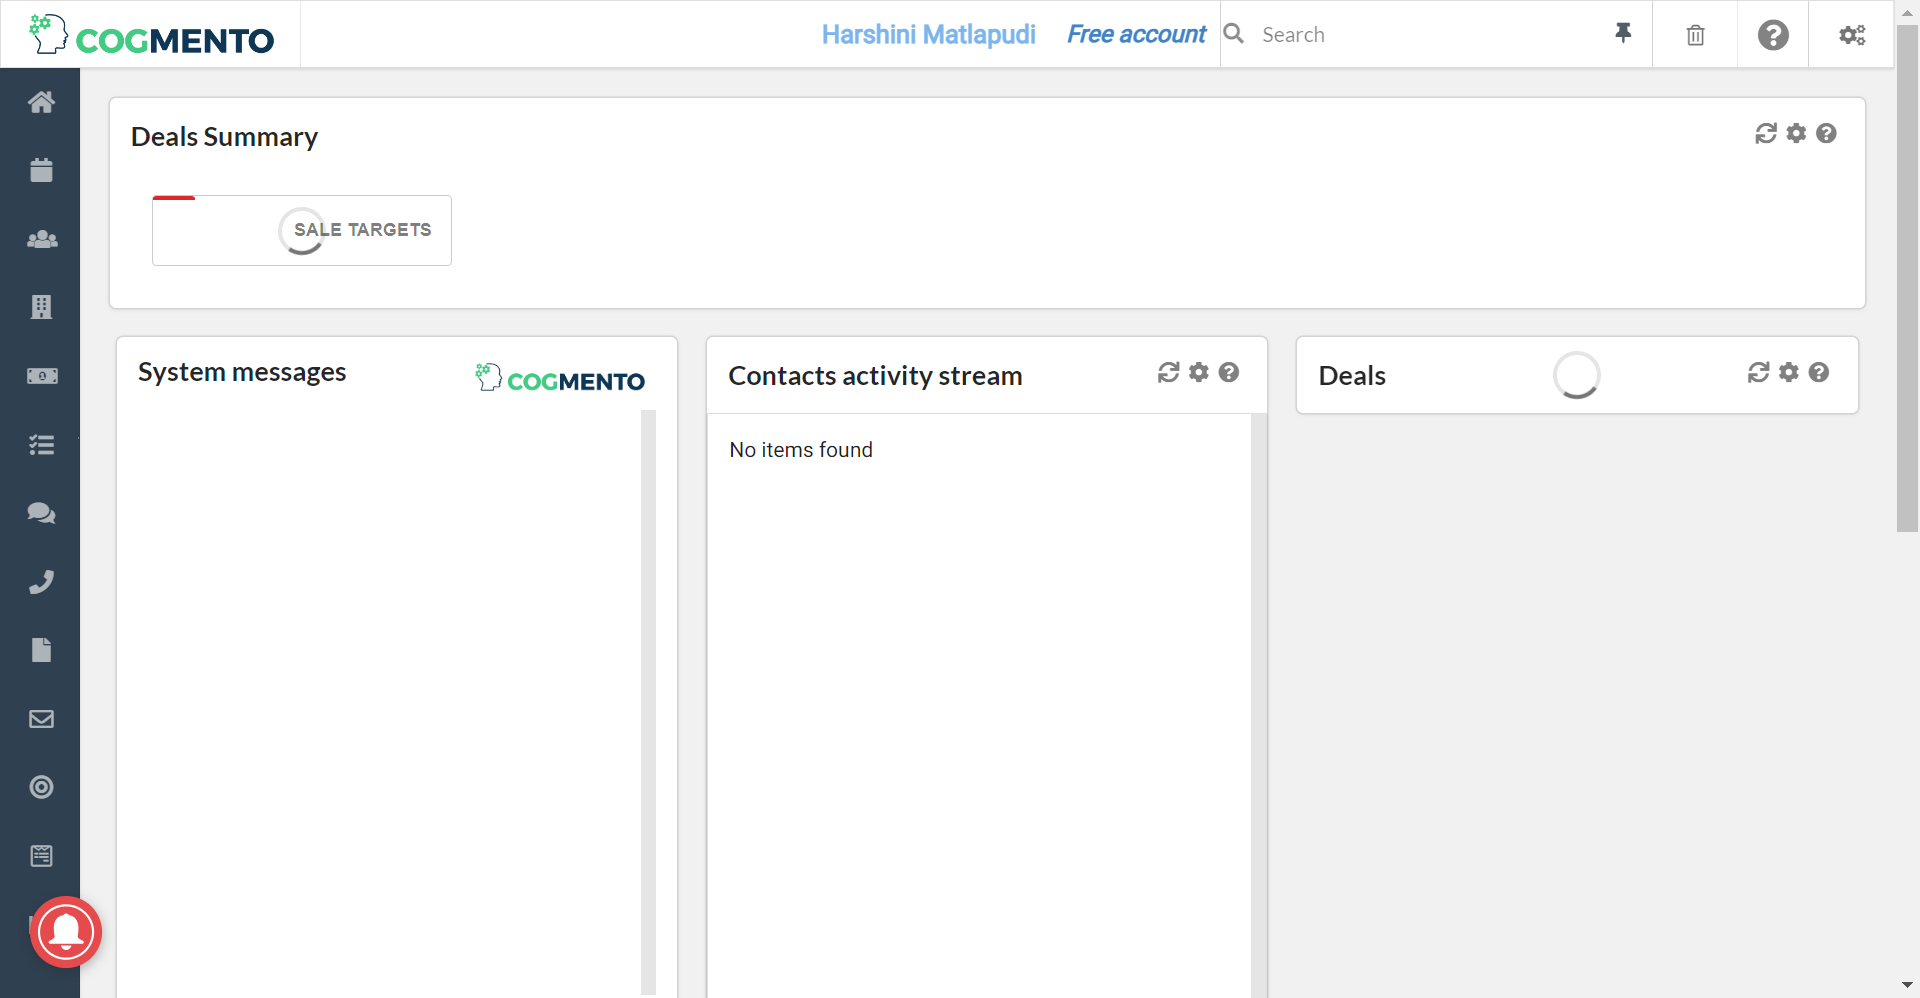 COGMENTO
Harshini Matlapudi
Free account
Search
Deals Summary
SALE TARGETS
System messages
COGMENTO
Contacts activity stream
Deals
No items found